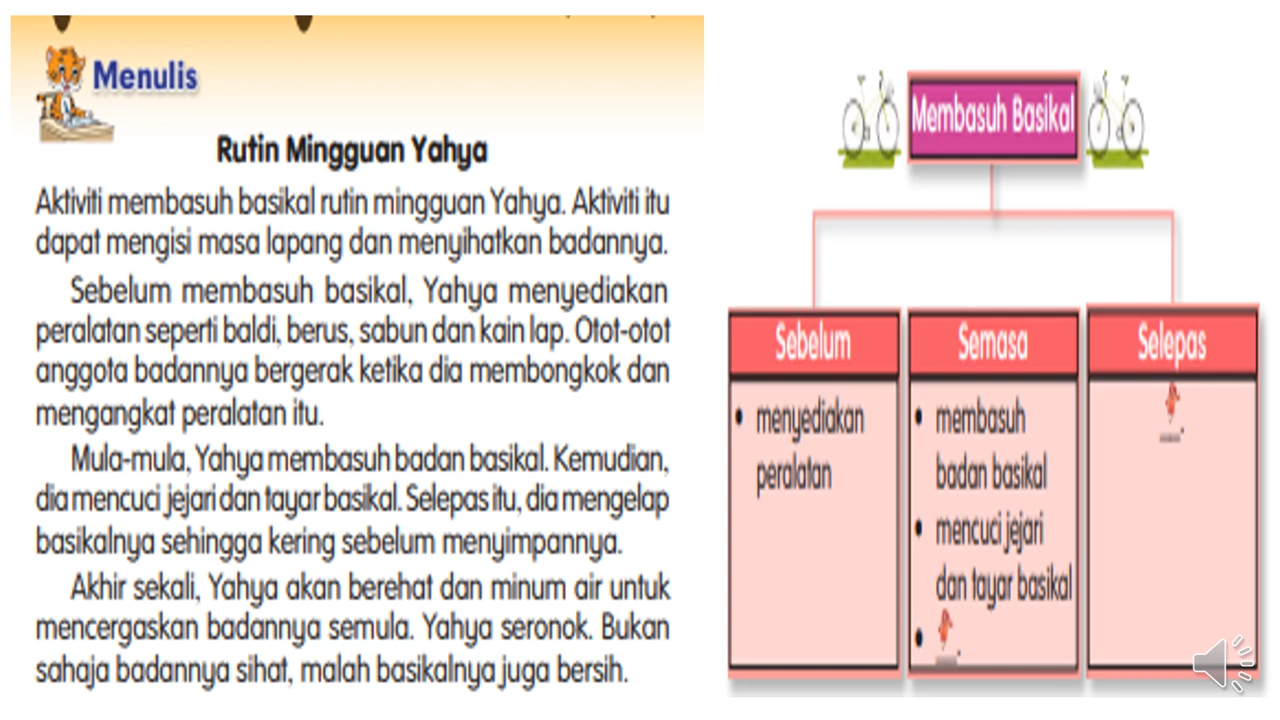 Menulis
Rutin Mingguan Yahya
Aktiviti membasuh basikal rutin mingguan Yahya. Aktiviti itu
dapat mengisi masa lapang dan menyihatkan badannya.
Sebelum membasuh basikal, Yahya menyediakan
peralatan seperti baldi, berus, sabun dan kain lap. Otot-otot
anggota badannya bergerak ketika dia membongkok dan
mengangkat peralatan itu.
Mula-mula, Yahya membasuh badan basikal. Kemudian,
dia mencuci jejari dan tayar basikal. Selepas itu, dia mengelap
basikalnya sehingga kering sebelum menyimpannya.
Akhir sekali, Yahya akan berehat dan minum air untuk
mencergaskan badannya semula. Yahya seronok. Bukan
sahaja badannya sihat, malah basikalnya juga bersih.
Membasuh Basikal
Sebelum
• menyediakan
peralatan
Semasa
• membasuh
badan basikal
• mencuci jejari
dan tayar basikal
• .
Selepas
.